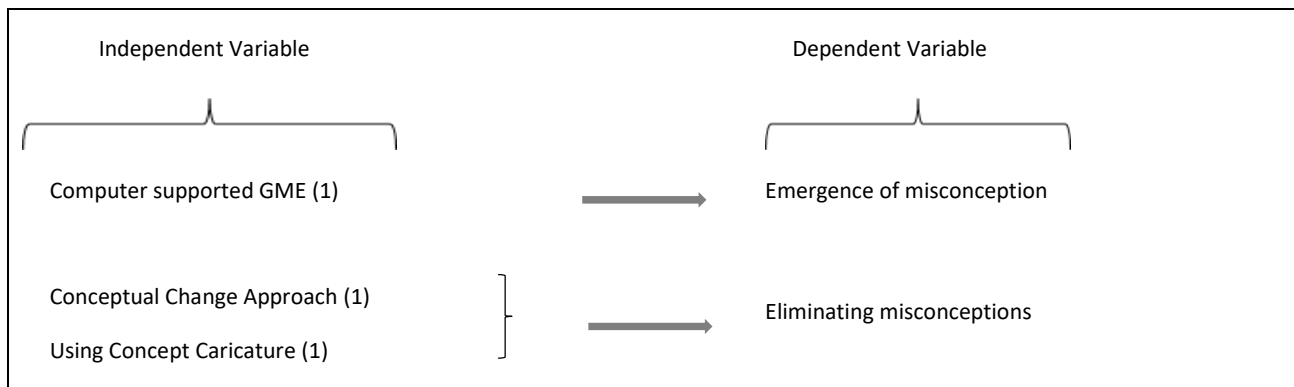 Independent Variable
Dependent Variable
Computer supported GME (1)
Emergence of misconception
Conceptual Change Approach (1)
Eliminating misconceptions
Using Concept Caricature (1)